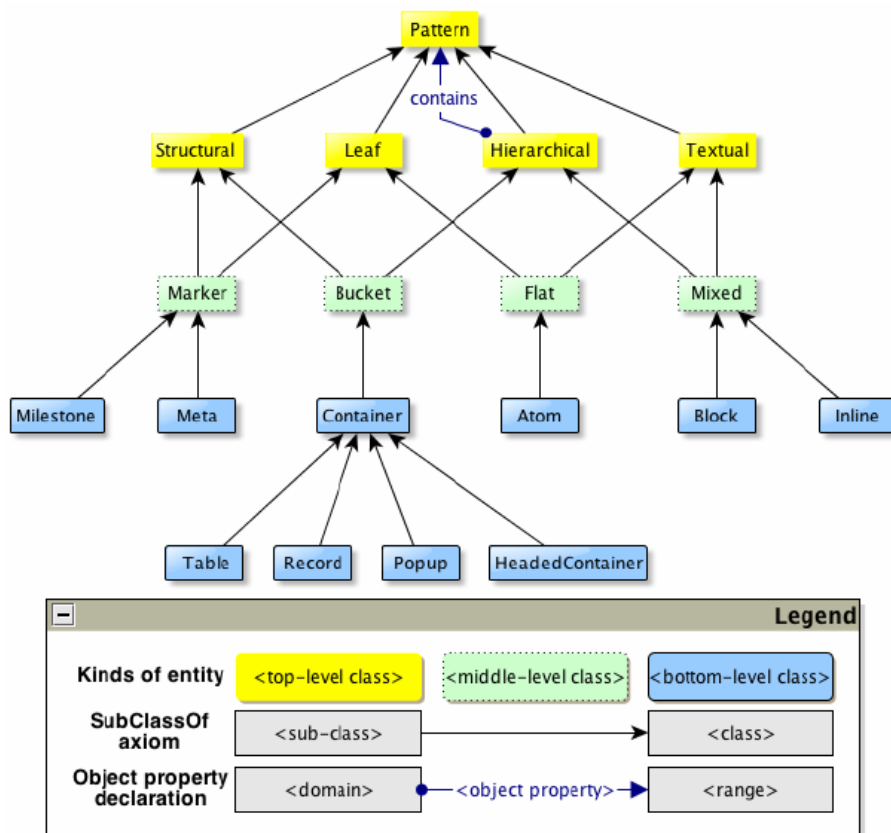 Pattern
contains
Structural
Leaf
Hierarchical
Textual
Marker
Bucket
Flat
Mixed
Milestone
Meta
Container
Atom
Block
Inline
Table
Record
Popup
HeadedContainer
Legend
Kinds of entity
<top-level class>
<middle-level class>
<bottom-level class>
SubClassOf
axiom
<sub-class>
<class>
Object property
declaration
<domain>
<object property>
<range>